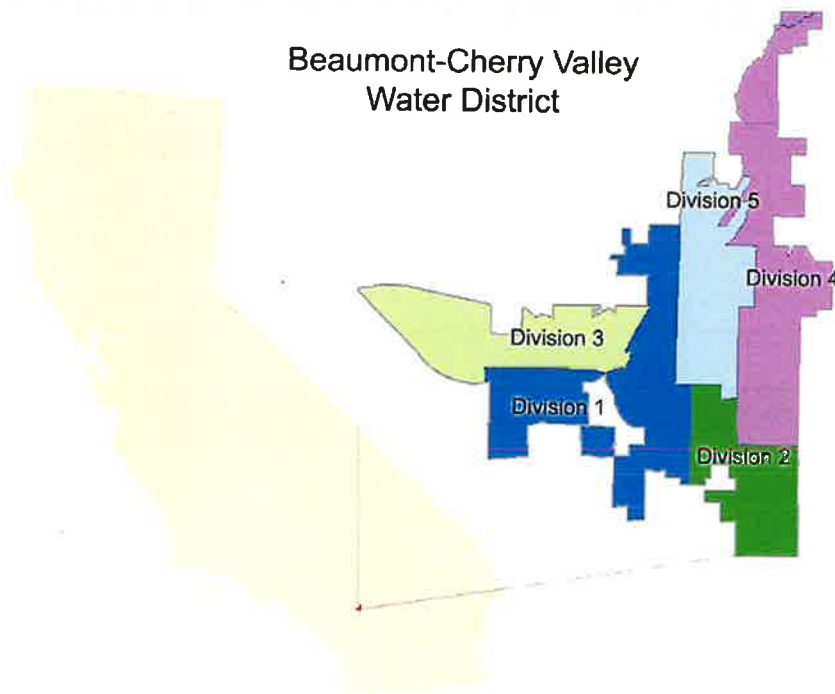 Beaumont-Cherry Valley
Water District
Division 5
Division 4
Division 3
Division 1
Division 2